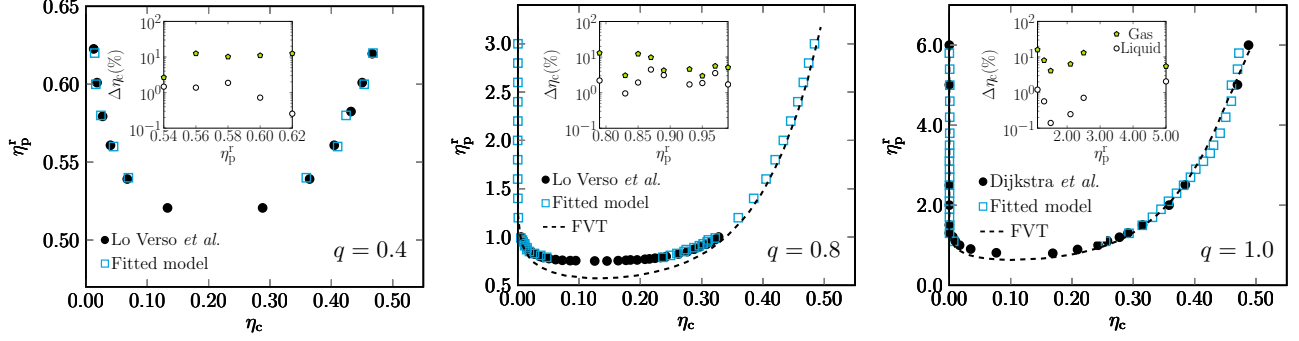 0.65
0.60
0.55
0.50
η_p^r
0.00 0.10 0.20 0.30 0.40 0.50
η_c
10^2
10^1
10^0
10^−1
Δη_c(%)
0.54 0.56 0.58 0.60 0.62
η_p^r
Lo Verso et al.
Fitted model
q = 0.4
3.0
2.5
2.0
1.5
1.0
0.5
η_p^r
0.00 0.10 0.20 0.30 0.40 0.50
η_c
10^2
10^1
10^0
10^−1
Δη_c(%)
0.80 0.85 0.90 0.95
η_p^r
Lo Verso et al.
Fitted model
FVT
q = 0.8
6.0
4.0
2.0
0.0
η_p^r
0.00 0.10 0.20 0.30 0.40 0.50
η_c
10^2
10^1
10^0
10^−1
Δη_c(%)
2.00 3.00 4.00 5.00
η_p^r
Gas
Liquid
Dijkstra et al.
Fitted model
FVT
q = 1.0